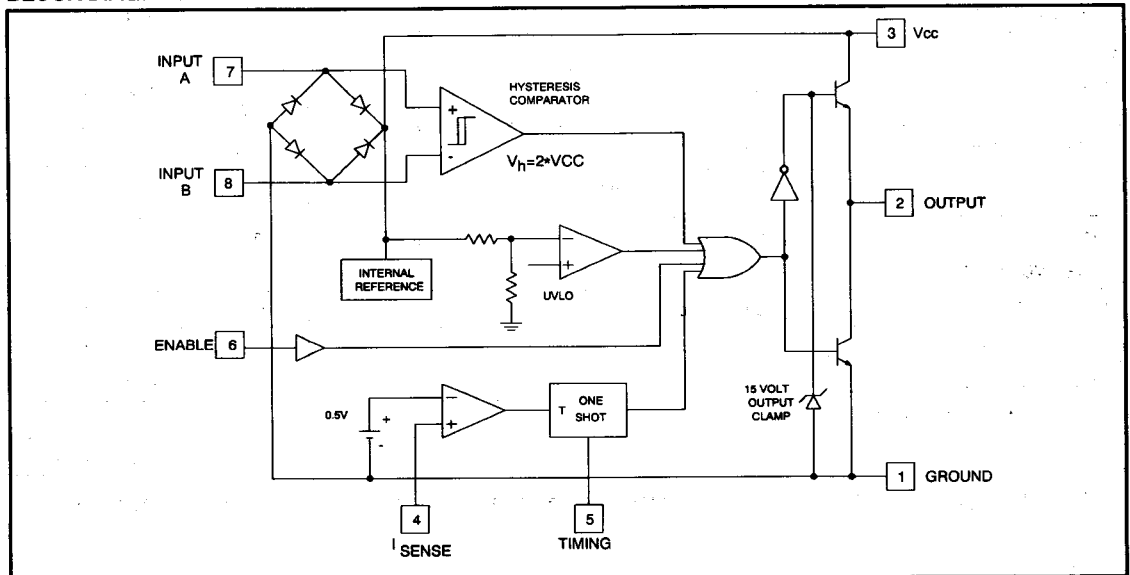 3 Vcc
INPUT
A
7
HYSTERESIS
COMPARATOR
+
-
Vh=2*VCC
INPUT
B
8
2 OUTPUT
INTERNAL
REFERENCE
−
+
UVLO
ENABLE 6
15 VOLT
OUTPUT
CLAMP
0.5V
+
-
−
+
T ONE
SHOT
1 GROUND
4
I SENSE
5
TIMING